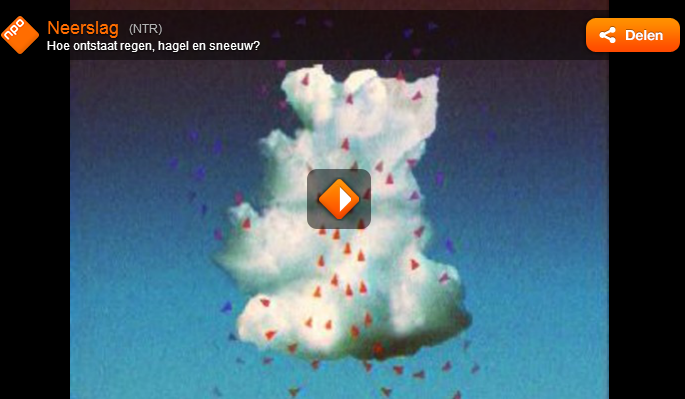 npo
Neerslag (NTR)
Hoe ontstaat regen, hagel en sneeuw?
Delen